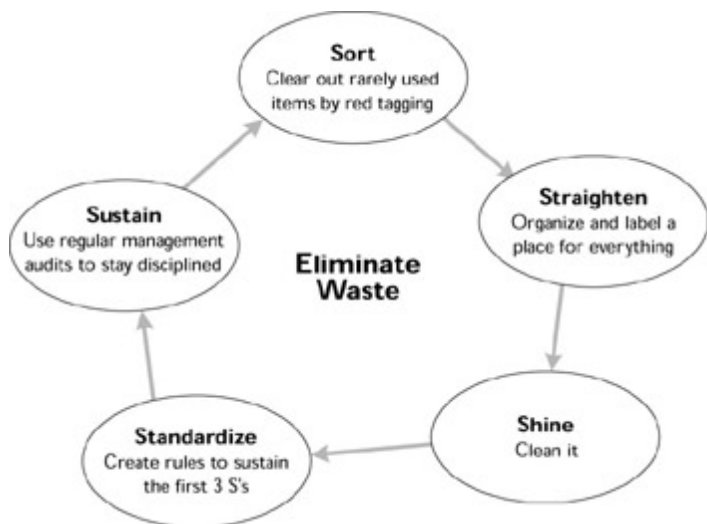 Sort
Clear out rarely used
items by red tagging
Straighten
Organize and label a
place for everything
Shine
Clean it
Standardize
Create rules to sustain
the first 3 S's
Sustain
Use regular management
audits to stay disciplined
Eliminate
Waste